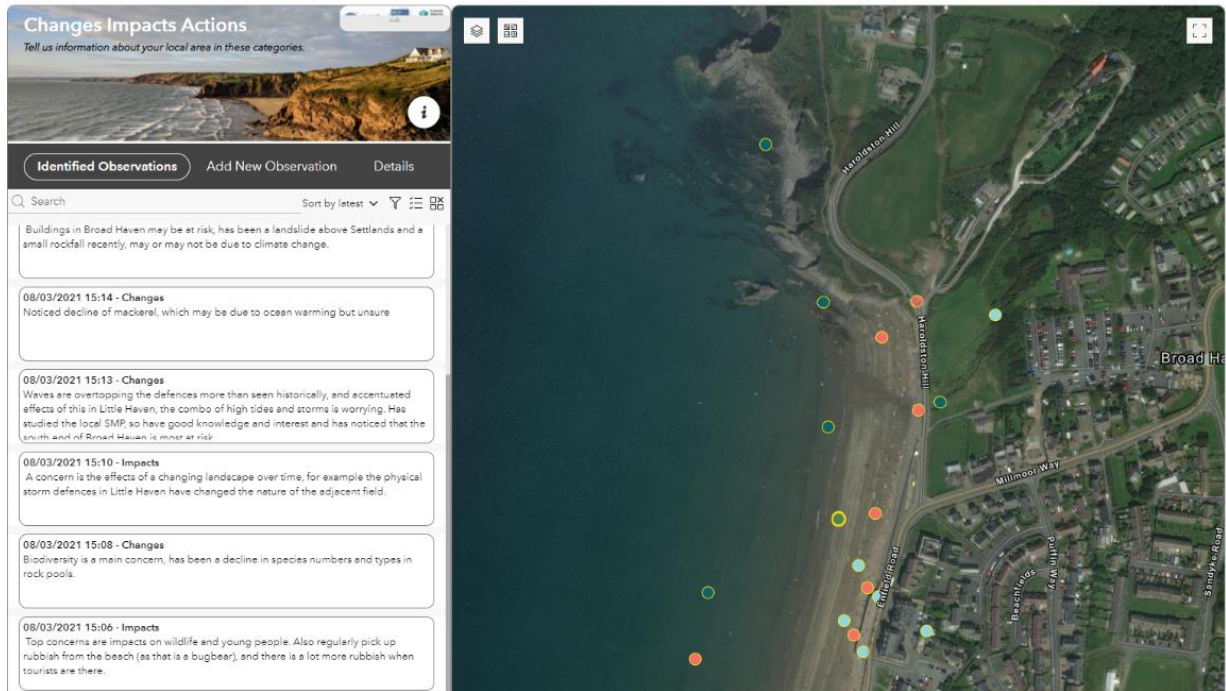 Changes Impacts Actions
Tell us information about your local area in these categories.
i
Identified Observations
Add New Observation
Details
Search
Sort by latest
Buildings in Broad Haven may be at risk, has been a landslide above Settlands and a
small rockfall recently, may or may not be due to climate change.
08/03/2021 15:14 - Changes
Noticed decline of mackerel, which may be due to ocean warming but unsure
08/03/2021 15:13 - Changes
Waves are overtopping the defences more than seen historically, and accentuated
effects of this in Little Haven, the combo of high tides and storms is worrying. Has
studied the local SMP, so have good knowledge and interest and has noticed that the
south end of Broad Haven is most at risk
08/03/2021 15:10 - Impacts
A concern is the effects of a changing landscape over time, for example the physical
storm defences in Little Haven have changed the nature of the adjacent field.
08/03/2021 15:08 - Changes
Biodiversity is a main concern, has been a decline in species numbers and types in
rock pools.
08/03/2021 15:06 - Impacts
Top concerns are impacts on wildlife and young people. Also regularly pick up
rubbish from the beach (as that is a bugbear), and there is a lot more rubbish when
tourists are there.
Haroldston Hill
Haroldston Hill
Broad Ha
Millmoor Way
Enfield Road
Beachfields
Puffin Way
Sandyke Road